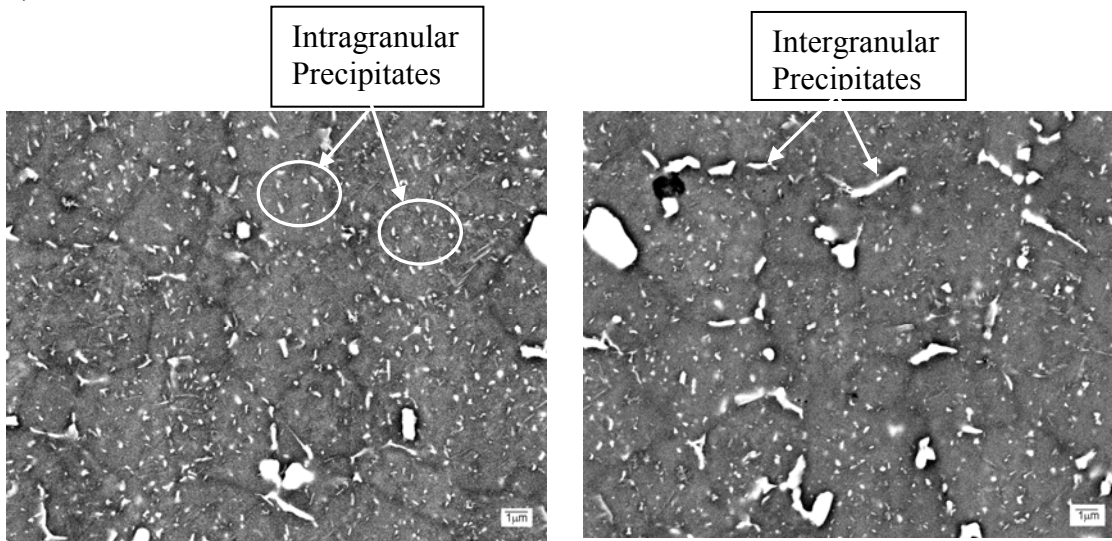 Intragranular
Precipitates
Intergranular
Precipitates
1μm
1μm